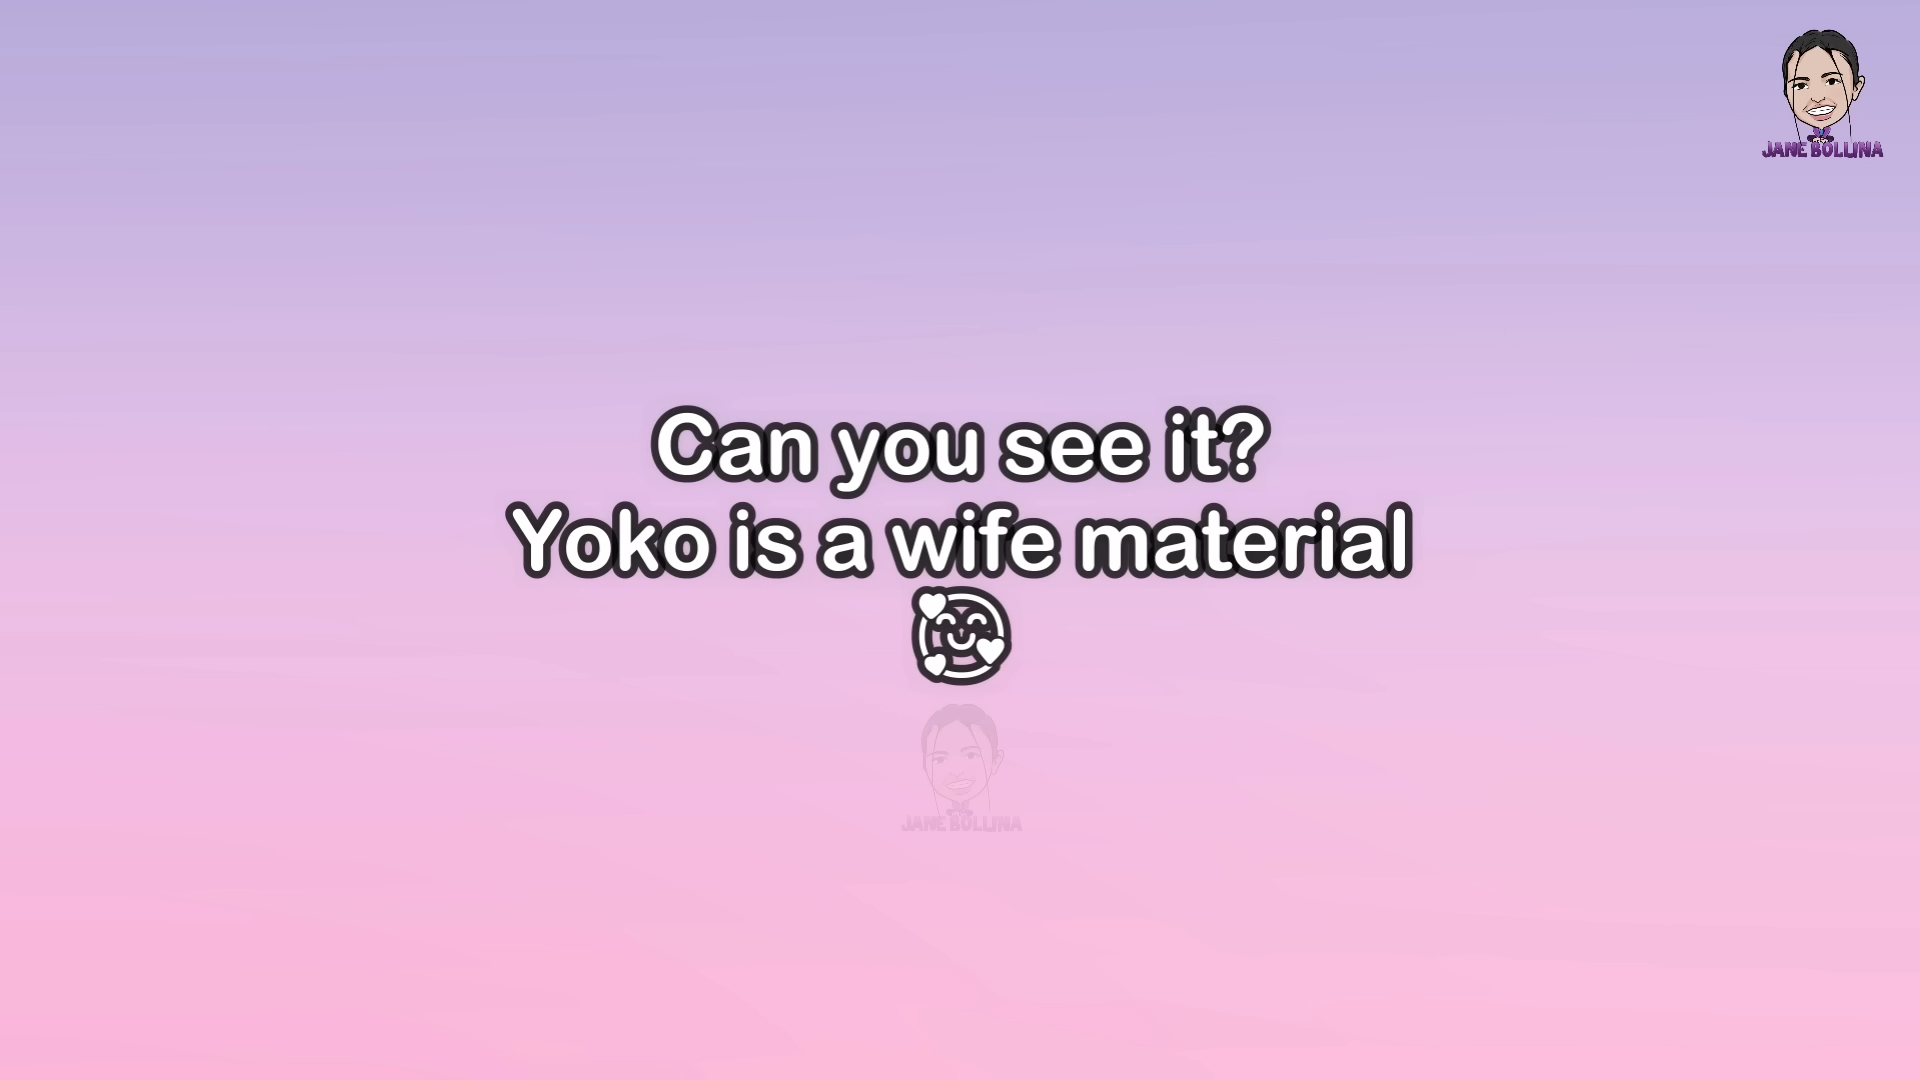 JANE BOLLINA
Can you see it?
Yoko is a wife material
🥰
JANE BOLLINA